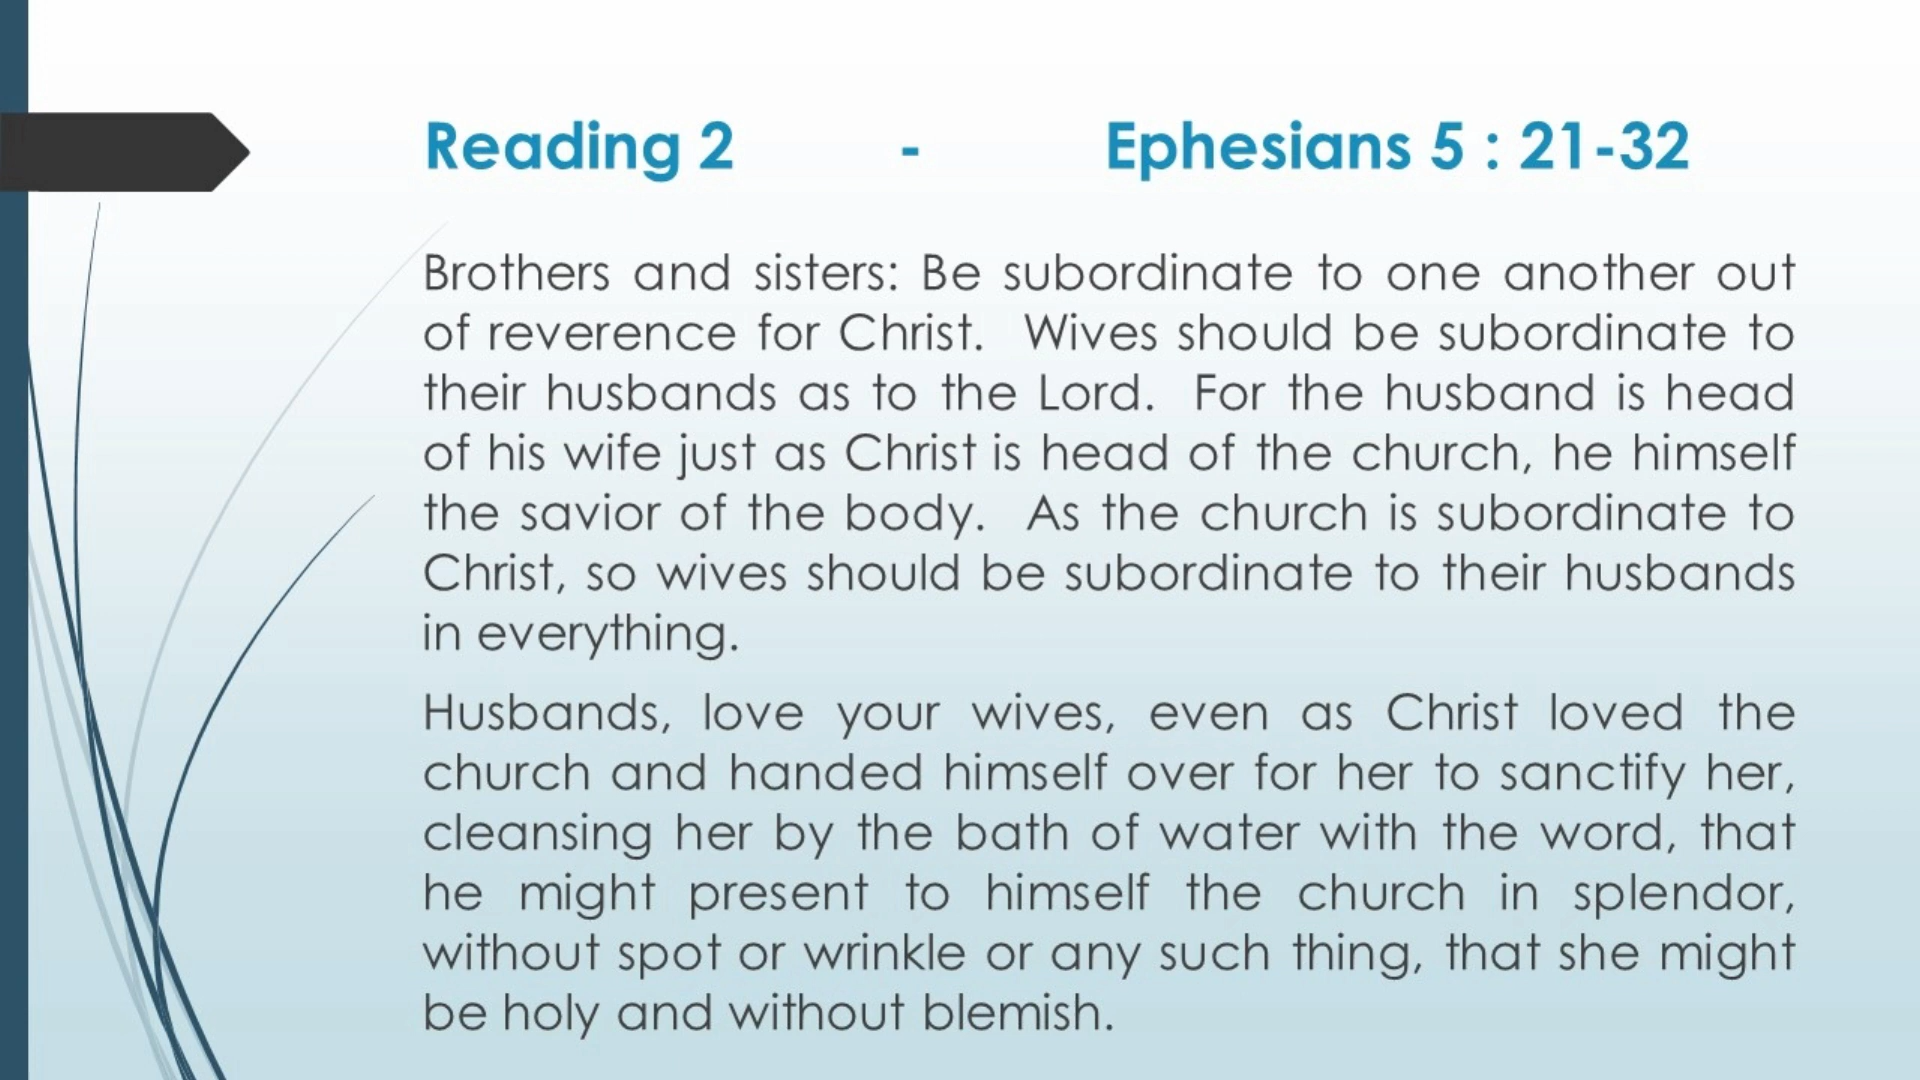 Reading 2 - Ephesians 5 : 21-32
Brothers and sisters: Be subordinate to one another out
of reverence for Christ.  Wives should be subordinate to
their husbands as to the Lord.  For the husband is head
of his wife just as Christ is head of the church, he himself
the savior of the body.  As the church is subordinate to
Christ, so wives should be subordinate to their husbands
in everything.
Husbands, love your wives, even as Christ loved the
church and handed himself over for her to sanctify her,
cleansing her by the bath of water with the word, that
he might present to himself the church in splendor,
without spot or wrinkle or any such thing, that she might
be holy and without blemish.